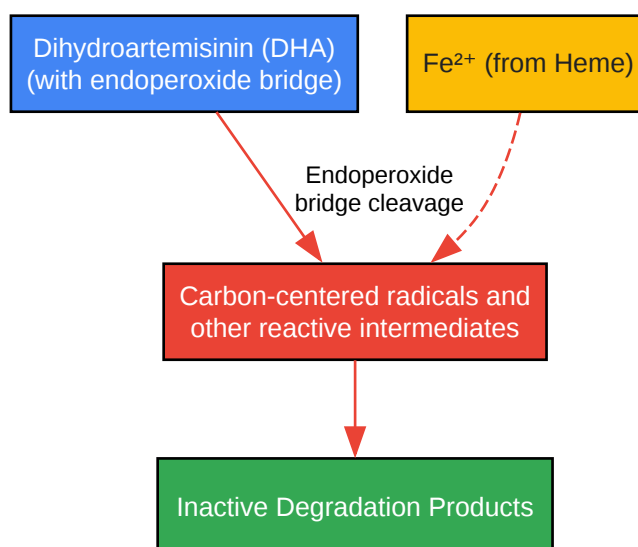 Dihydroartemisinin (DHA)
(with endoperoxide bridge)
Fe²⁺ (from Heme)
Endoperoxide
bridge cleavage
Carbon-centered radicals and
other reactive intermediates
Inactive Degradation Products